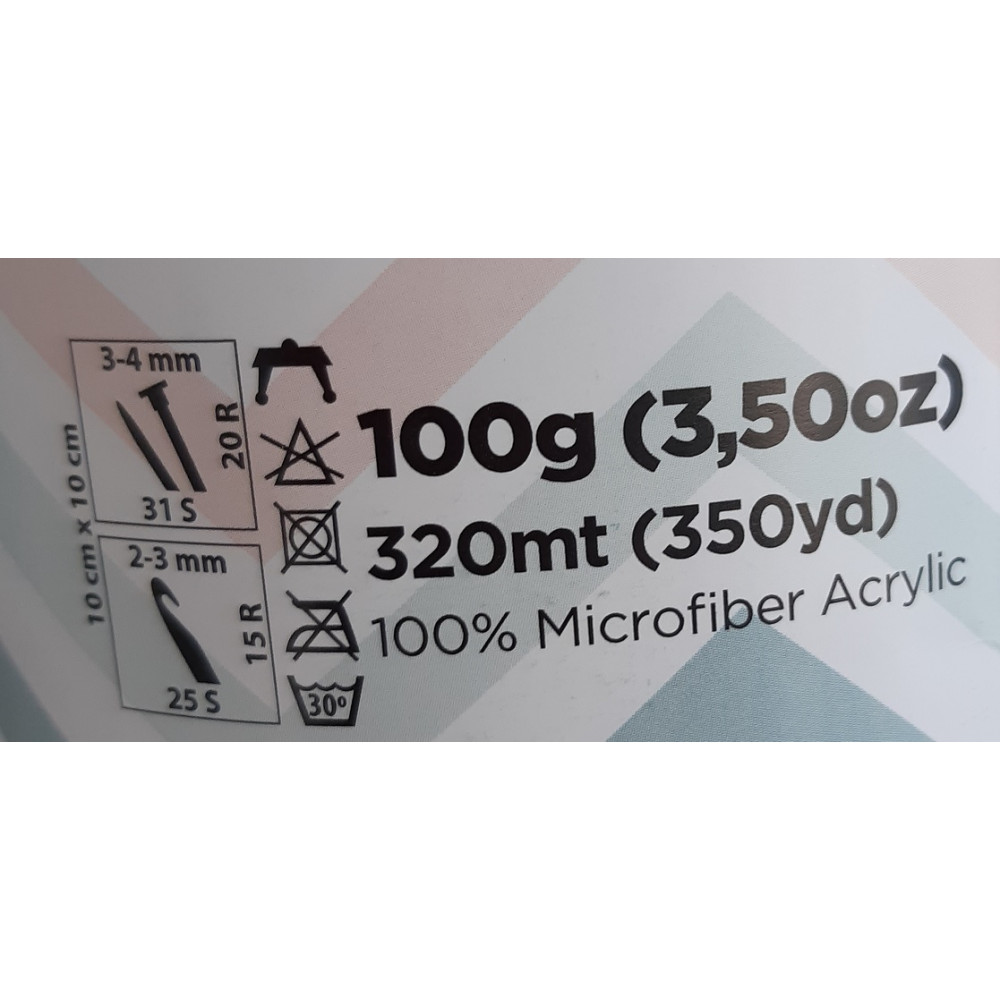 10 cm x 10 cm
3-4 mm
20 R
31 S
2-3 mm
15 R
25 S
30º
100g (3,50oz)
320mt (350yd)
100% Microfiber Acrylic